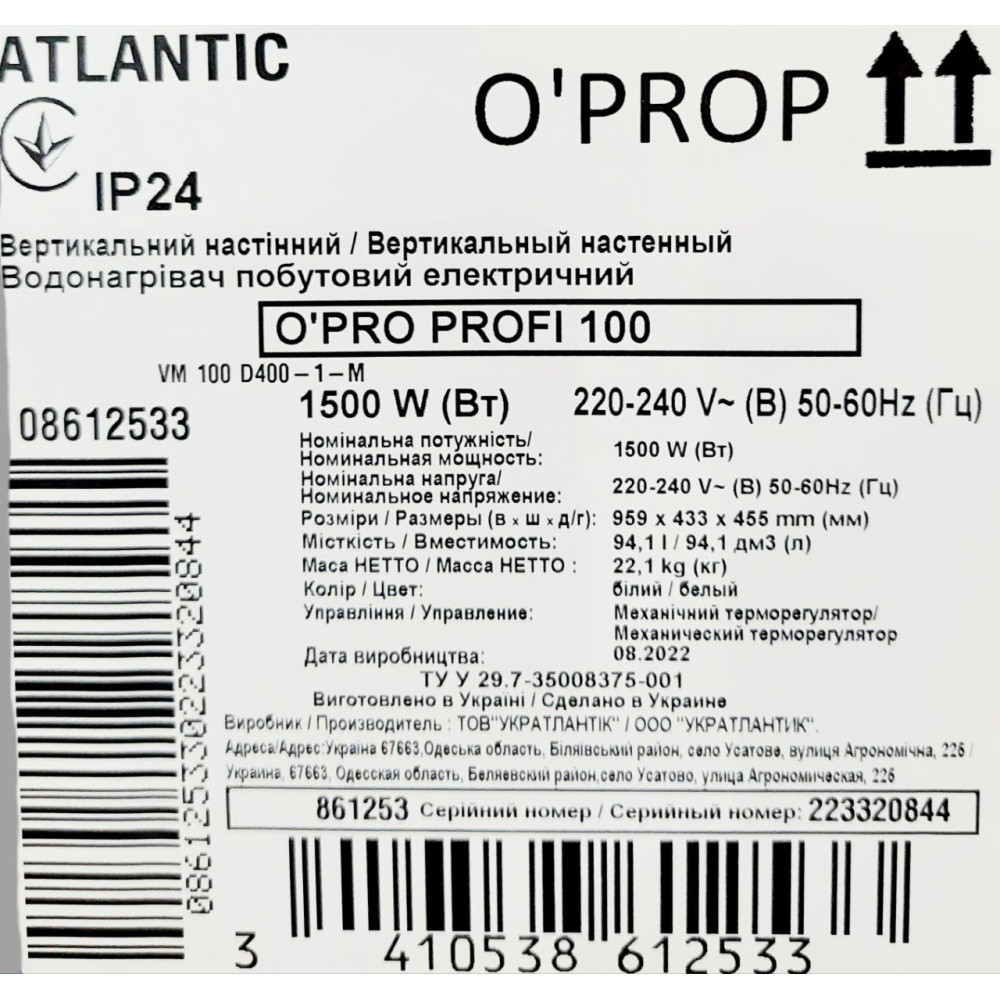 ATLANTIC
O'PROP
IP24
Вертикальний настінний / Вертикальный настенный
Водонагрівач побутовий електричний
O'PRO PROFI 100
VM 100 D400-1-M
1500 W (Вт) 220-240 V~ (В) 50-60Hz (Гц)
08612533
Номінальна потужність/
Номинальная мощность: 1500 W (Вт)
Номінальна напруга/
Номинальное напряжение: 220-240 V~ (В) 50-60Hz (Гц)
Розміри / Размеры (в х ш х д/г): 959 x 433 x 455 mm (мм)
Місткість / Вместимость: 94,1 l / 94,1 дм3 (л)
Маса НЕТТО / Масса НЕТТО : 22,1 kg (кг)
Колір / Цвет: білий / белый
Управління / Управление: Механічний терморегулятор/
Механический терморегулятор
Дата виробництва: 08.2022
ТУ У 29.7-35008375-001
Виготовлено в Україні / Сделано в Украине
Виробник / Производитель : ТОВ"УКРАТЛАНТІК" / ООО "УКРАТЛАНТИК".
Адреса/Адрес:Україна 67663,Одеська область, Біляївський район, село Усатове, вулиця Агрономічна, 226 /
Украина, 67663, Одесская область, Беляевский район,село Усатово, улица Агрономическая, 226
861253 Серійний номер / Серийный номер: 223320844
086125330223320844
3 410538 612533